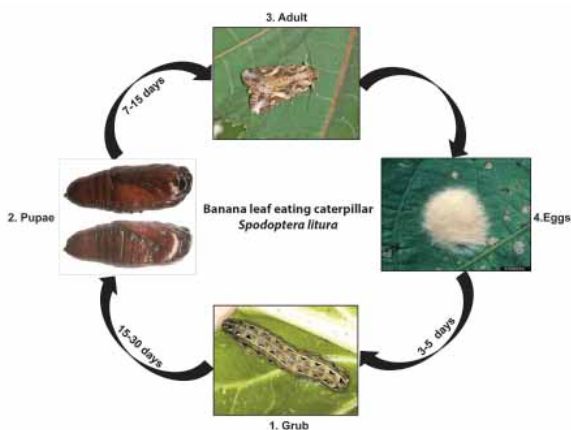 3. Adult
7-15 days
2. Pupae
Banana leaf eating caterpillar
Spodoptera litura
4.Eggs
15-30 days
3-5 days
1. Grub